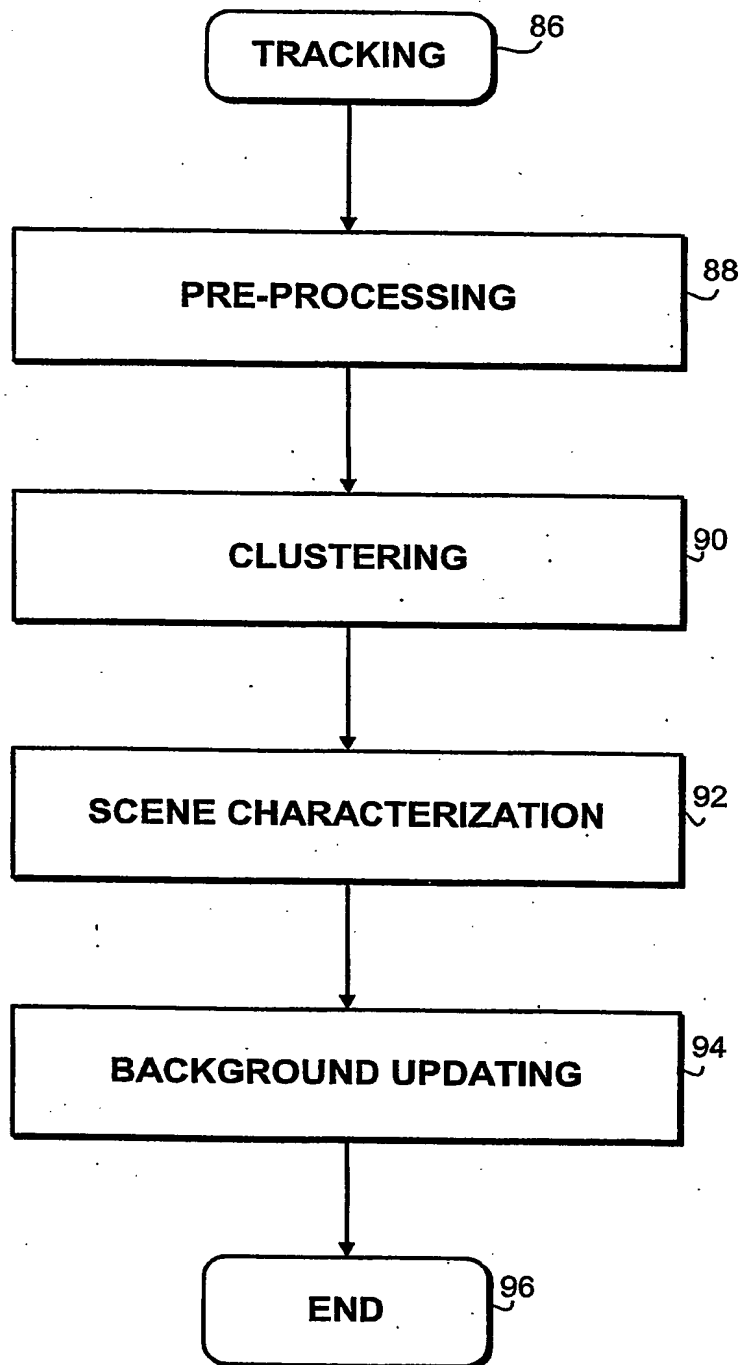 TRACKING
86
PRE-PROCESSING
88
CLUSTERING
90
SCENE CHARACTERIZATION
92
BACKGROUND UPDATING
94
END
96